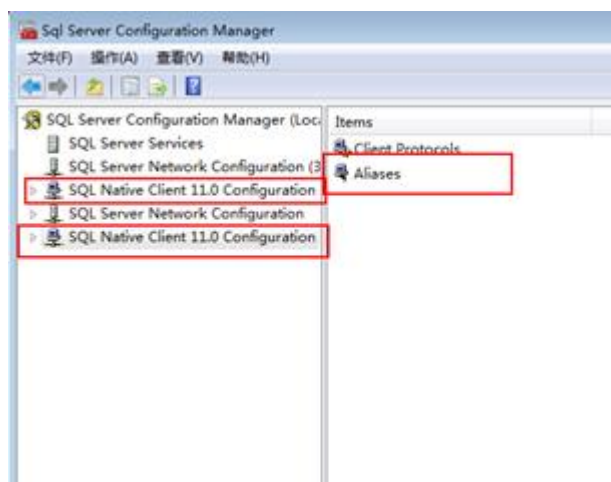 Sql Server Configuration Manager
文件(F) 操作(A) 查看(V) 帮助(H)
SQL Server Configuration Manager (Loca
SQL Server Services
SQL Server Network Configuration (3
SQL Native Client 11.0 Configuration
SQL Server Network Configuration
SQL Native Client 11.0 Configuration
Items
Client Protocols
Aliases